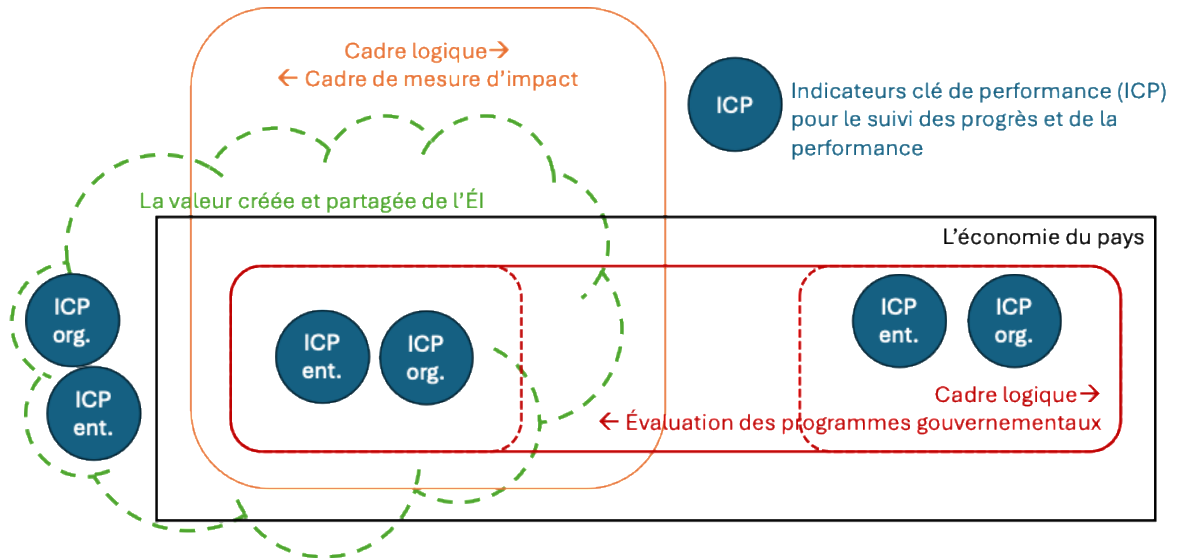 Cadre logique→
← Cadre de mesure d'impact
ICP
Indicateurs clé de performance (ICP)
pour le suivi des progrès et de la
performance
La valeur créée et partagée de l'ÉI
L'économie du pays
ICP
org.
ICP
ent.
ICP
ent.
ICP
org.
ICP
ent.
ICP
org.
Cadre logique→
← Évaluation des programmes gouvernementaux